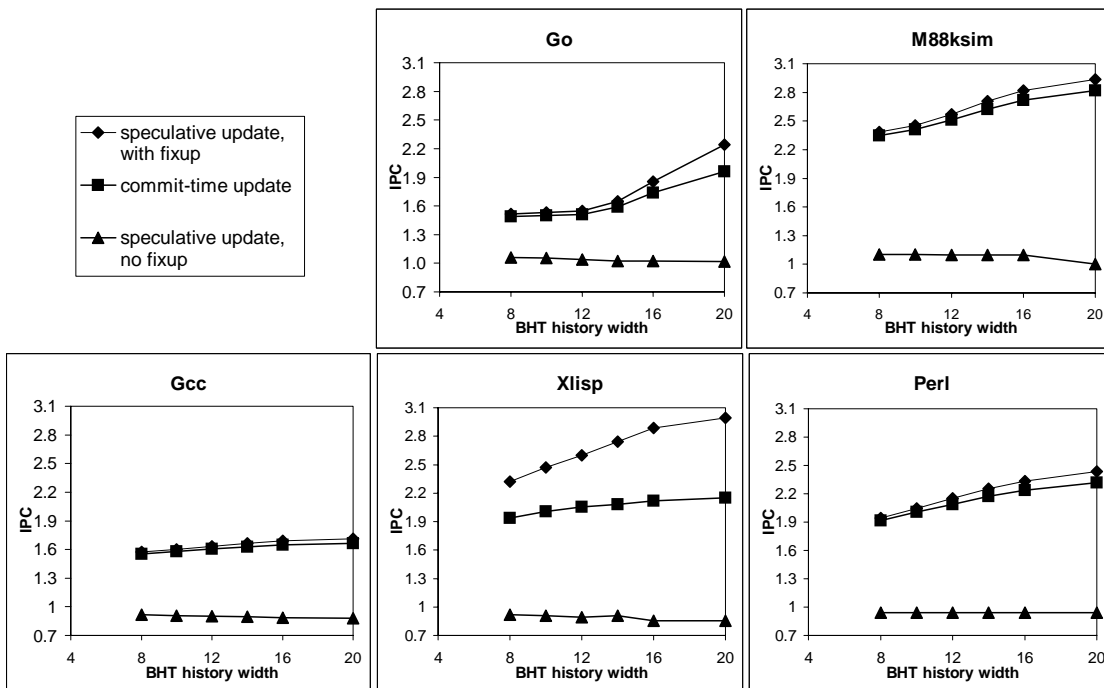 speculative update,
with fixup
commit-time update
speculative update,
no fixup
Go
3.1
2.8
2.5
2.2
1.9
1.6
1.3
1.0
0.7
IPC
4 8 12 16 20
BHT history width
M88ksim
3.1
2.8
2.5
2.2
1.9
1.6
1.3
1
0.7
IPC
4 8 12 16 20
BHT history width
Gcc
3.1
2.8
2.5
2.2
1.9
1.6
1.3
1
0.7
IPC
4 8 12 16 20
BHT history width
Xlisp
3.1
2.8
2.5
2.2
1.9
1.6
1.3
1
0.7
IPC
4 8 12 16 20
BHT history width
Perl
3.1
2.8
2.5
2.2
1.9
1.6
1.3
1
0.7
IPC
4 8 12 16 20
BHT history width